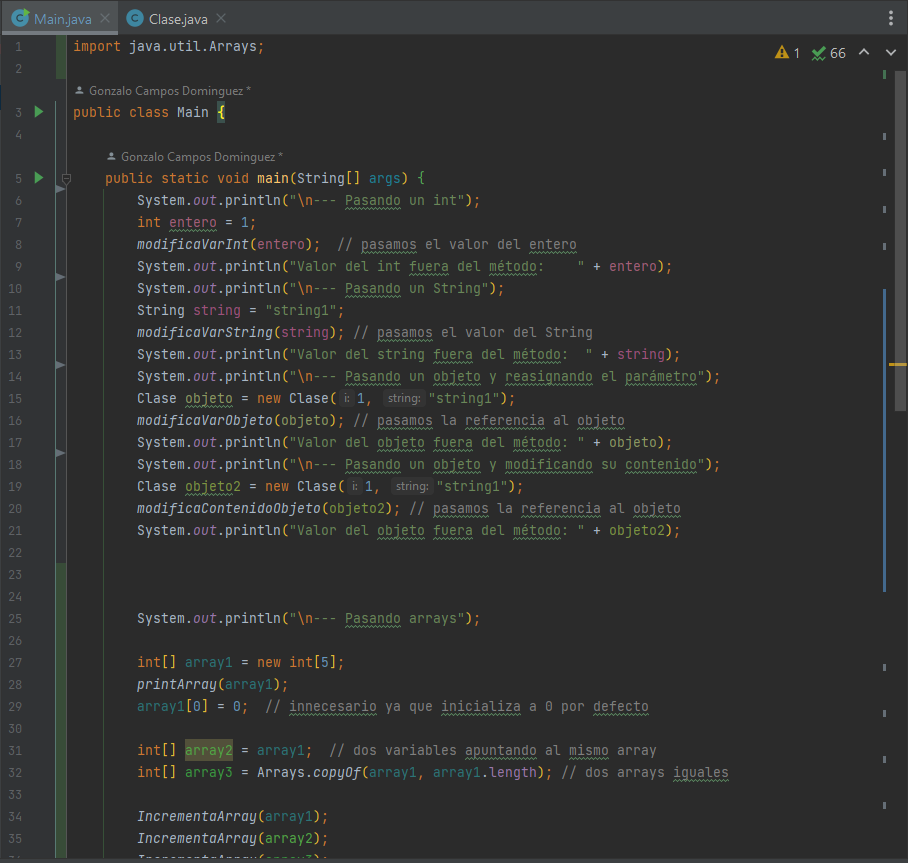 Main.java Clase.java
1 import java.util.Arrays; 1 66
2
Gonzalo Campos Dominguez *
3 public class Main {
4
Gonzalo Campos Dominguez *
5 public static void main(String[] args) {
6 System.out.println("\n--- Pasando un int");
7 int entero = 1;
8 modificaVarInt(entero);  // pasamos el valor del entero
9 System.out.println("Valor del int fuera del método:    " + entero);
10 System.out.println("\n--- Pasando un String");
11 String string = "string1";
12 modificaVarString(string); // pasamos el valor del String
13 System.out.println("Valor del string fuera del método:  " + string);
14 System.out.println("\n--- Pasando un objeto y reasignando el parámetro");
15 Clase objeto = new Clase( i: 1, string: "string1");
16 modificaVarObjeto(objeto); // pasamos la referencia al objeto
17 System.out.println("Valor del objeto fuera del método: " + objeto);
18 System.out.println("\n--- Pasando un objeto y modificando su contenido");
19 Clase objeto2 = new Clase( i: 1, string: "string1");
20 modificaContenidoObjeto(objeto2); // pasamos la referencia al objeto
21 System.out.println("Valor del objeto fuera del método: " + objeto2);
22
23
24
25 System.out.println("\n--- Pasando arrays");
26
27 int[] array1 = new int[5];
28 printArray(array1);
29 array1[0] = 0;  // innecesario ya que inicializa a 0 por defecto
30
31 int[] array2 = array1;  // dos variables apuntando al mismo array
32 int[] array3 = Arrays.copyOf(array1, array1.length); // dos arrays iguales
33
34 IncrementaArray(array1);
35 IncrementaArray(array2);